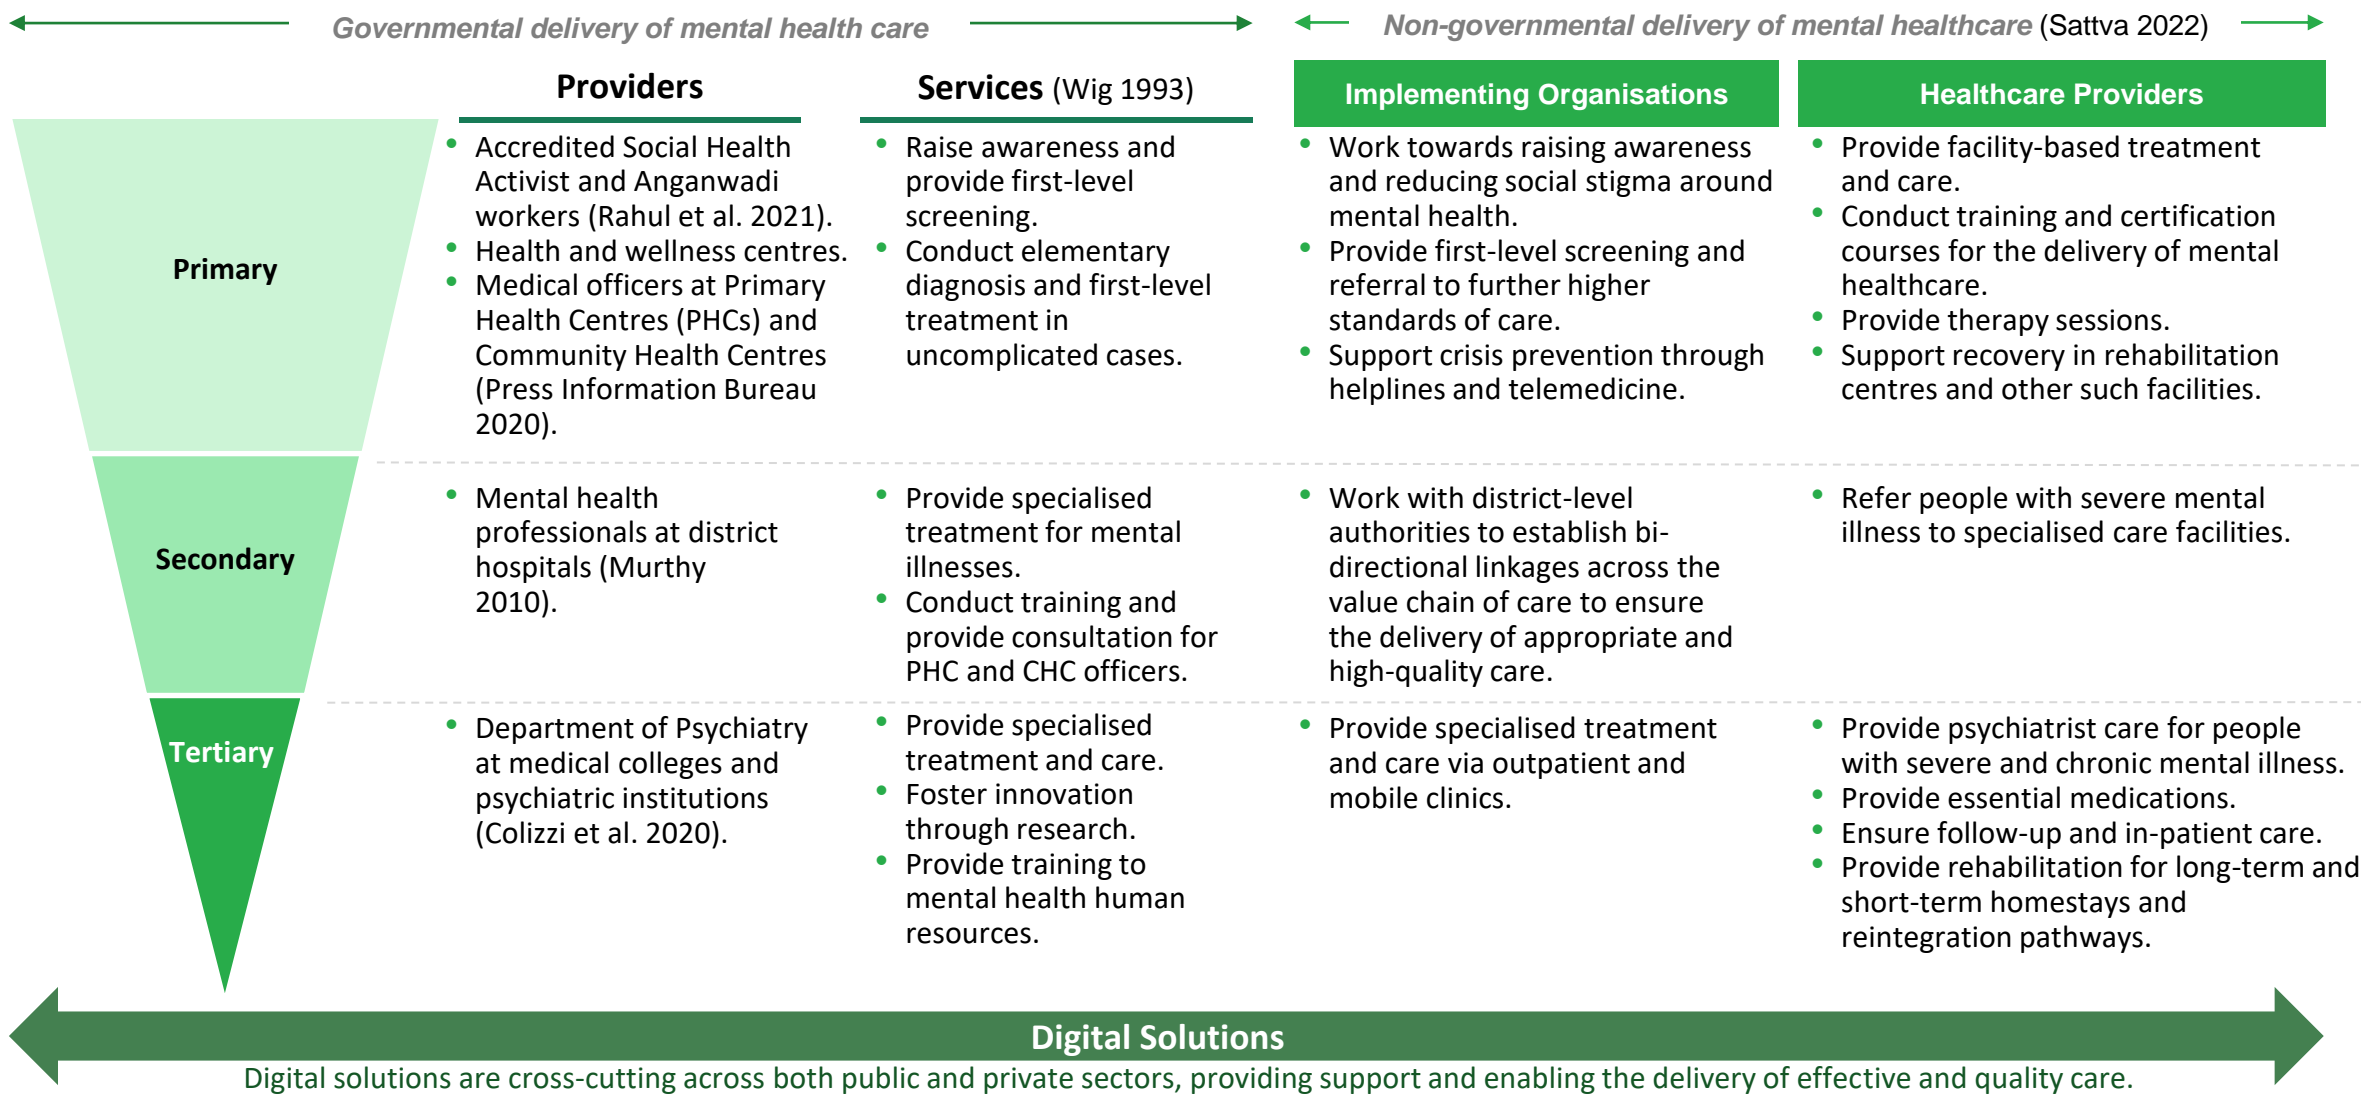 Governmental delivery of mental health care
Non-governmental delivery of mental healthcare (Sattva 2022)
Providers
Services (Wig 1993)
Implementing Organisations
Healthcare Providers
Primary
• Accredited Social Health
Activist and Anganwadi
workers (Rahul et al. 2021).
• Health and wellness centres.
• Medical officers at Primary
Health Centres (PHCs) and
Community Health Centres
(Press Information Bureau
2020).
• Raise awareness and
provide first-level
screening.
• Conduct elementary
diagnosis and first-level
treatment in
uncomplicated cases.
• Work towards raising awareness
and reducing social stigma around
mental health.
• Provide first-level screening and
referral to further higher
standards of care.
• Support crisis prevention through
helplines and telemedicine.
• Provide facility-based treatment
and care.
• Conduct training and certification
courses for the delivery of mental
healthcare.
• Provide therapy sessions.
• Support recovery in rehabilitation
centres and other such facilities.
Secondary
• Mental health
professionals at district
hospitals (Murthy
2010).
• Provide specialised
treatment for mental
illnesses.
• Conduct training and
provide consultation for
PHC and CHC officers.
• Work with district-level
authorities to establish bi-
directional linkages across the
value chain of care to ensure
the delivery of appropriate and
high-quality care.
• Refer people with severe mental
illness to specialised care facilities.
Tertiary
• Department of Psychiatry
at medical colleges and
psychiatric institutions
(Colizzi et al. 2020).
• Provide specialised
treatment and care.
• Foster innovation
through research.
• Provide training to
mental health human
resources.
• Provide specialised treatment
and care via outpatient and
mobile clinics.
• Provide psychiatrist care for people
with severe and chronic mental illness.
• Provide essential medications.
• Ensure follow-up and in-patient care.
• Provide rehabilitation for long-term and
short-term homestays and
reintegration pathways.
Digital Solutions
Digital solutions are cross-cutting across both public and private sectors, providing support and enabling the delivery of effective and quality care.